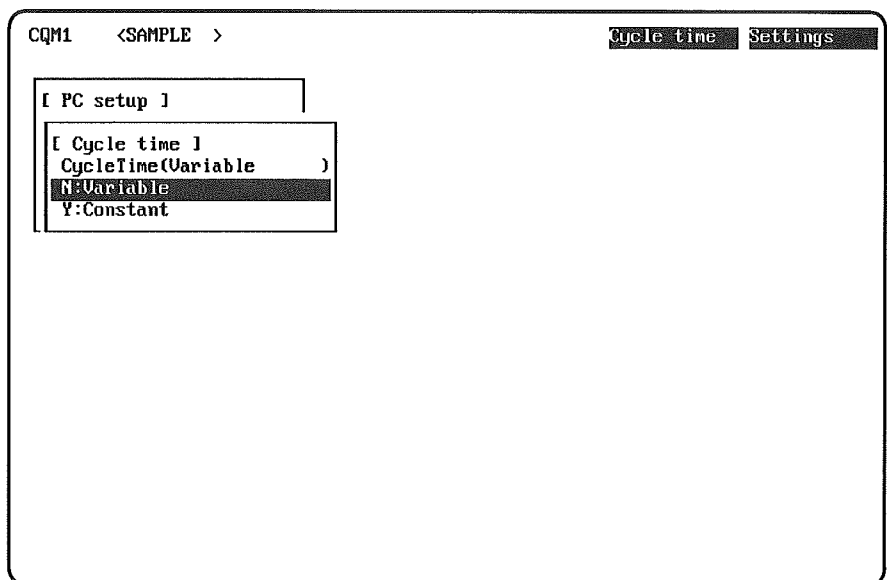 CQM1 <SAMPLE > Cycle time Settings
[ PC setup ]
[ Cycle time ]
CycleTime(Variable )
N:Variable
Y:Constant